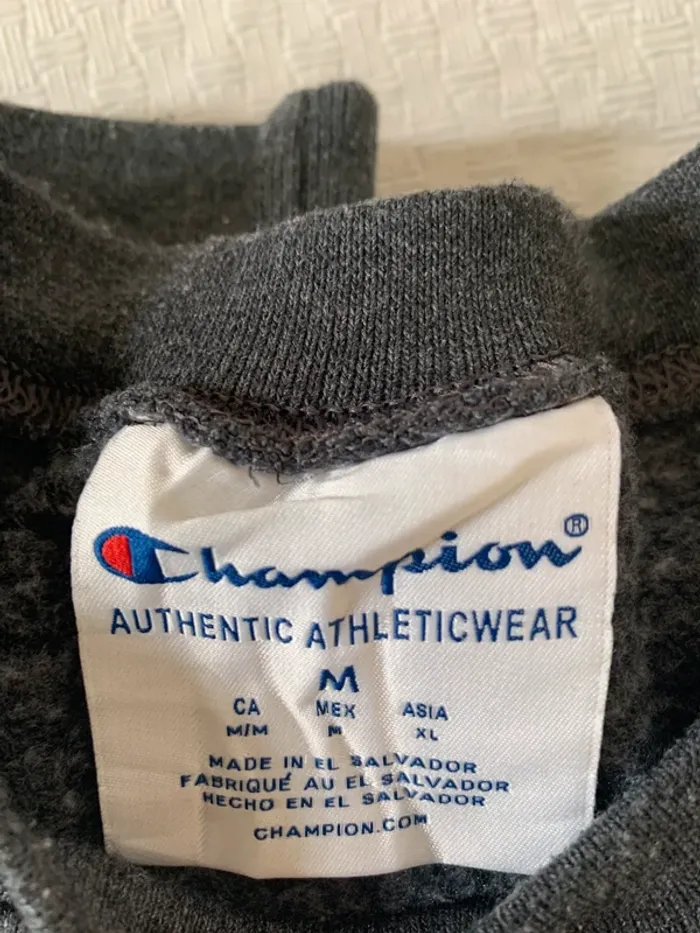 Champion®
AUTHENTIC ATHLETICWEAR
M
CA MEX ASIA
M/M M XL
MADE IN EL SALVADOR
FABRIQUÉ AU EL SALVADOR
HECHO EN EL SALVADOR
CHAMPION.COM